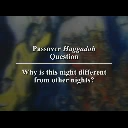 Passover Haggadah
Question
Why is this night different
from other nights?